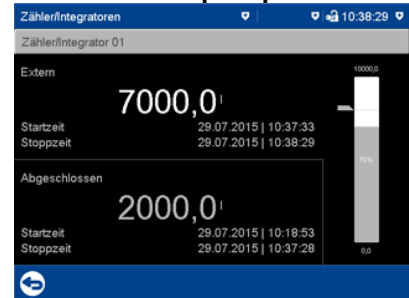 Zähler/Integratoren 10:38:29
Zähler/Integrator 01
Extern
10000,0
7000,0 l
Startzeit 29.07.2015 | 10:37:33
Stoppzeit 29.07.2015 | 10:38:29
70%
Abgeschlossen
2000,0 l
Startzeit 29.07.2015 | 10:18:53
Stoppzeit 29.07.2015 | 10:37:28
0,0